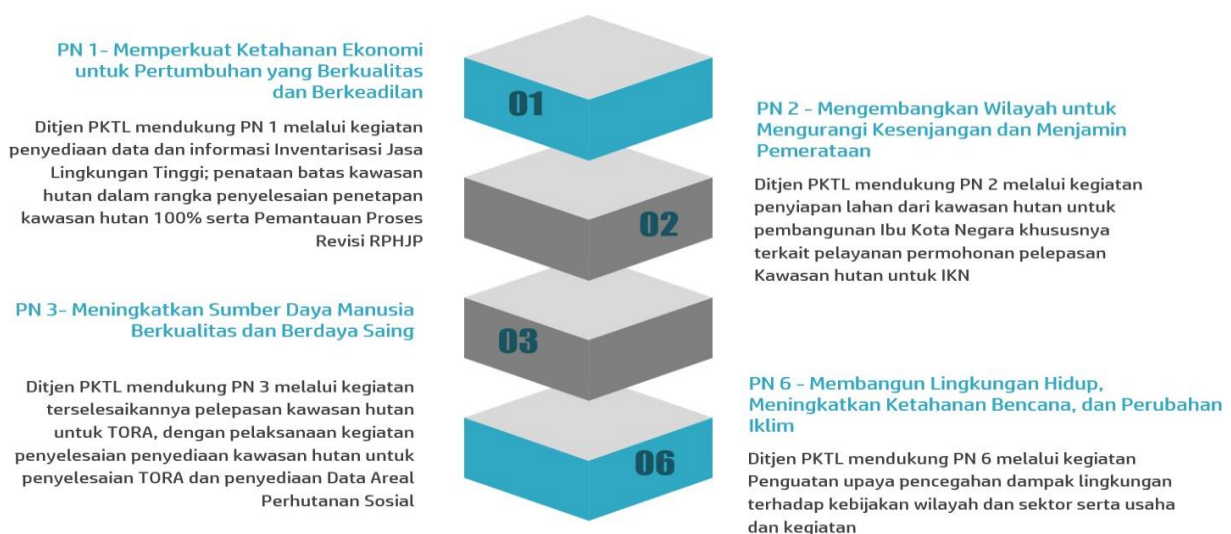 PN 1- Memperkuat Ketahanan Ekonomi
untuk Pertumbuhan yang Berkualitas
dan Berkeadilan
Ditjen PKTL mendukung PN 1 melalui kegiatan
penyediaan data dan informasi Inventarisasi Jasa
Lingkungan Tinggi; penataan batas kawasan
hutan dalam rangka penyelesaian penetapan
kawasan hutan 100% serta Pemantauan Proses
Revisi RPHJP
01
PN 2 - Mengembangkan Wilayah untuk
Mengurangi Kesenjangan dan Menjamin
Pemerataan
Ditjen PKTL mendukung PN 2 melalui kegiatan
penyiapan lahan dari kawasan hutan untuk
pembangunan Ibu Kota Negara khususnya
terkait pelayanan permohonan pelepasan
Kawasan hutan untuk IKN
02
PN 3- Meningkatkan Sumber Daya Manusia
Berkualitas dan Berdaya Saing
Ditjen PKTL mendukung PN 3 melalui kegiatan
terselesaikannya pelepasan kawasan hutan
untuk TORA, dengan pelaksanaan kegiatan
penyelesaian penyediaan kawasan hutan untuk
penyelesaian TORA dan penyediaan Data Areal
Perhutanan Sosial
03
PN 6 - Membangun Lingkungan Hidup,
Meningkatkan Ketahanan Bencana, dan Perubahan
Iklim
Ditjen PKTL mendukung PN 6 melalui kegiatan
Penguatan upaya pencegahan dampak lingkungan
terhadap kebijakan wilayah dan sektor serta usaha
dan kegiatan
06